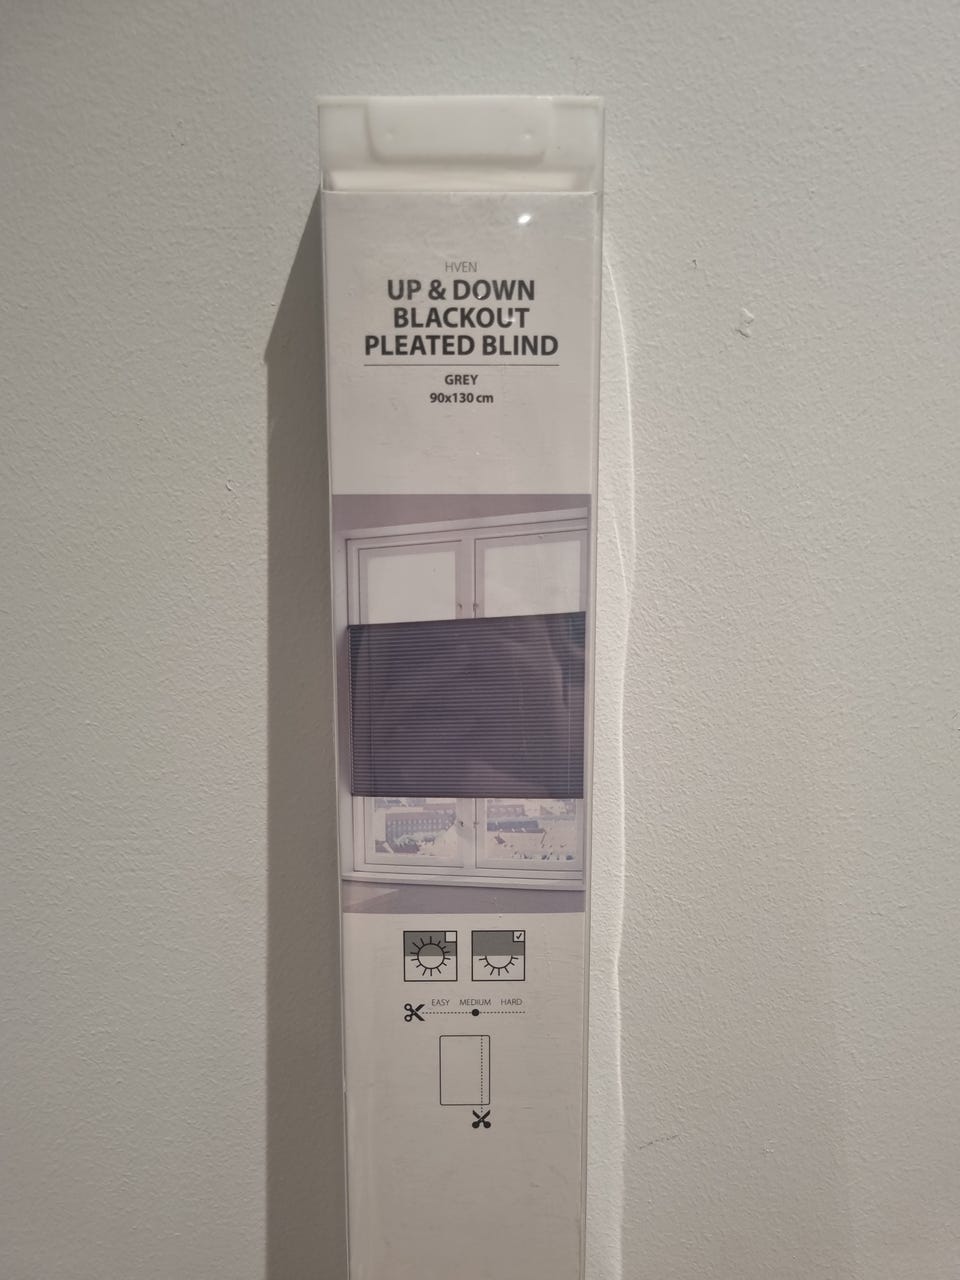 HVEN
UP & DOWN
BLACKOUT
PLEATED BLIND
GREY
90x130 cm
EASY MEDIUM HARD